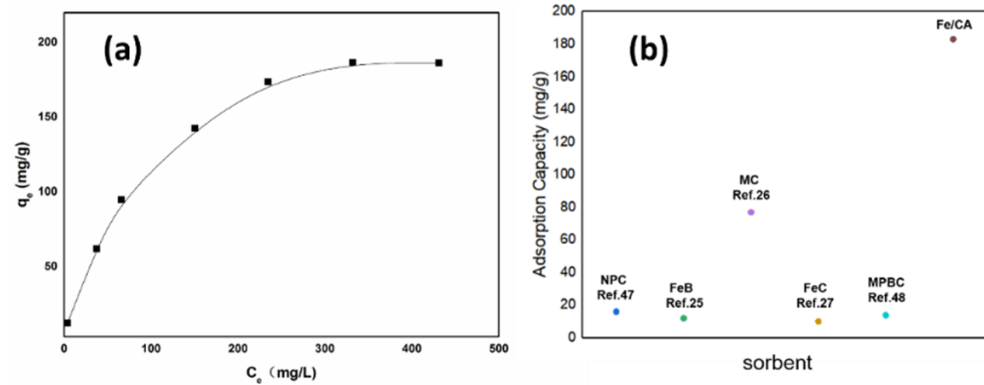 (a)
200
150
100
50
qe (mg/g)
0 100 200 300 400 500
Ce (mg/L)
(b)
200
180
160
140
120
100
80
60
40
20
0
Adsorption Capacity (mg/g)
Fe/CA
MC
Ref.26
NPC
Ref.47
FeB
Ref.25
FeC
Ref.27
MPBC
Ref.48
sorbent